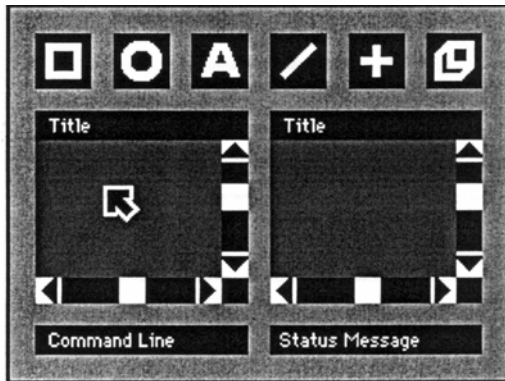 A
Title
Title
Command Line
Status Message